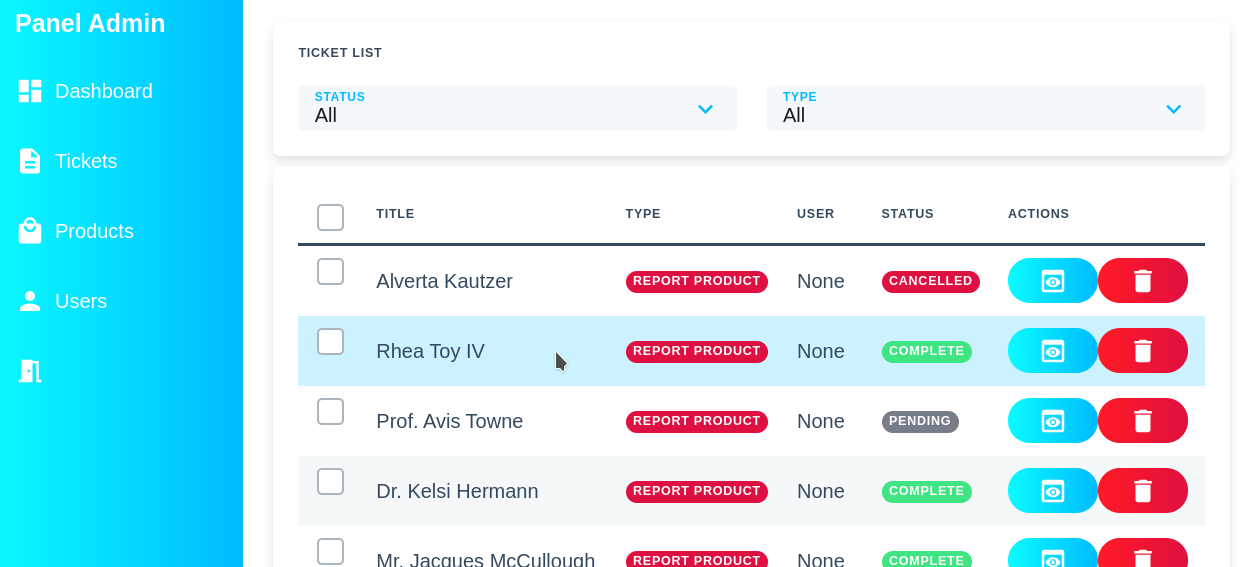 Panel Admin
Dashboard
Tickets
Products
Users
TICKET LIST
STATUS
All
TYPE
All
TITLE TYPE USER STATUS ACTIONS
Alverta Kautzer REPORT PRODUCT None CANCELLED
Rhea Toy IV REPORT PRODUCT None COMPLETE
Prof. Avis Towne REPORT PRODUCT None PENDING
Dr. Kelsi Hermann REPORT PRODUCT None COMPLETE
Mr. Jacques McCullough REPORT PRODUCT None COMPLETE